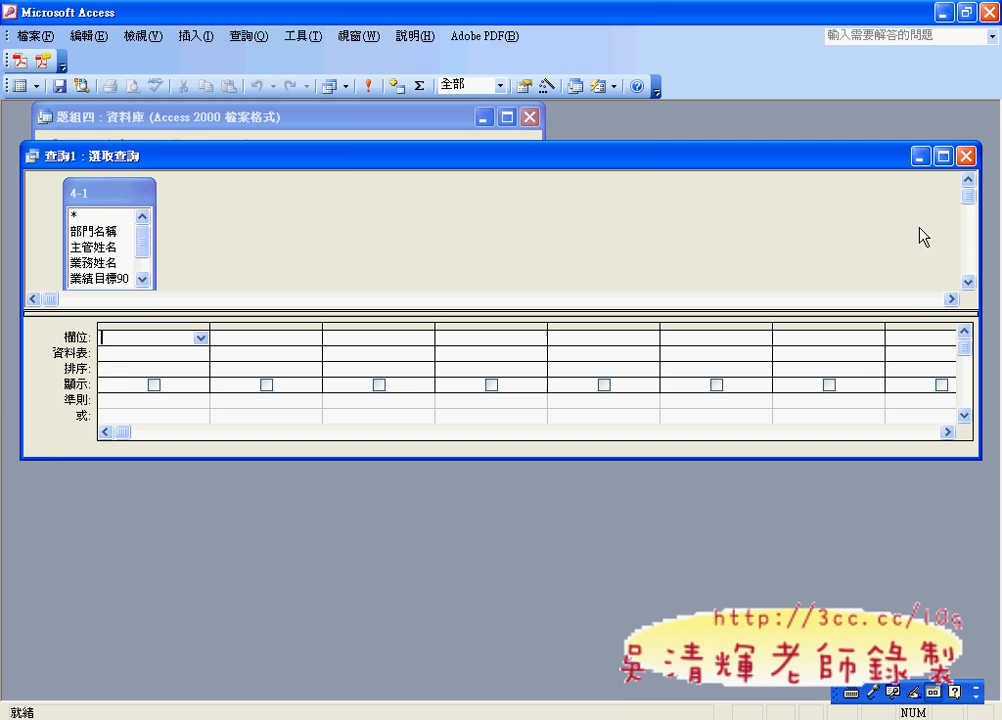 Microsoft Access
檔案(F) 編輯(E) 檢視(V) 插入(I) 查詢(Q) 工具(T) 視窗(W) 說明(H) Adobe PDF(B) 輸入需要解答的問題
全部
題組四 : 資料庫 (Access 2000 檔案格式)
查詢1 : 選取查詢
4-1
*
部門名稱
主管姓名
業務姓名
業績目標90
欄位:
資料表:
排序:
顯示:
準則:
或:
http://3cc.cc/10q
吳清輝老師錄製
就緒 NUM